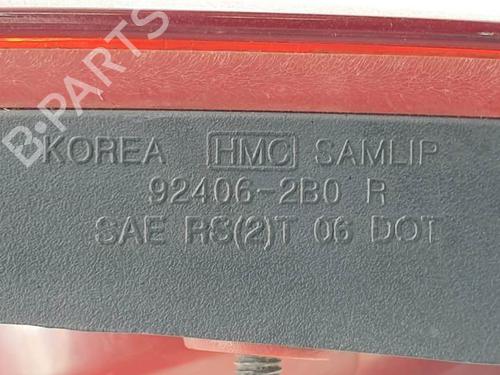 B-PARTS
KOREA HMC SAMLIP
92406-2B0 R
SAE RS(2)T 06 DOT